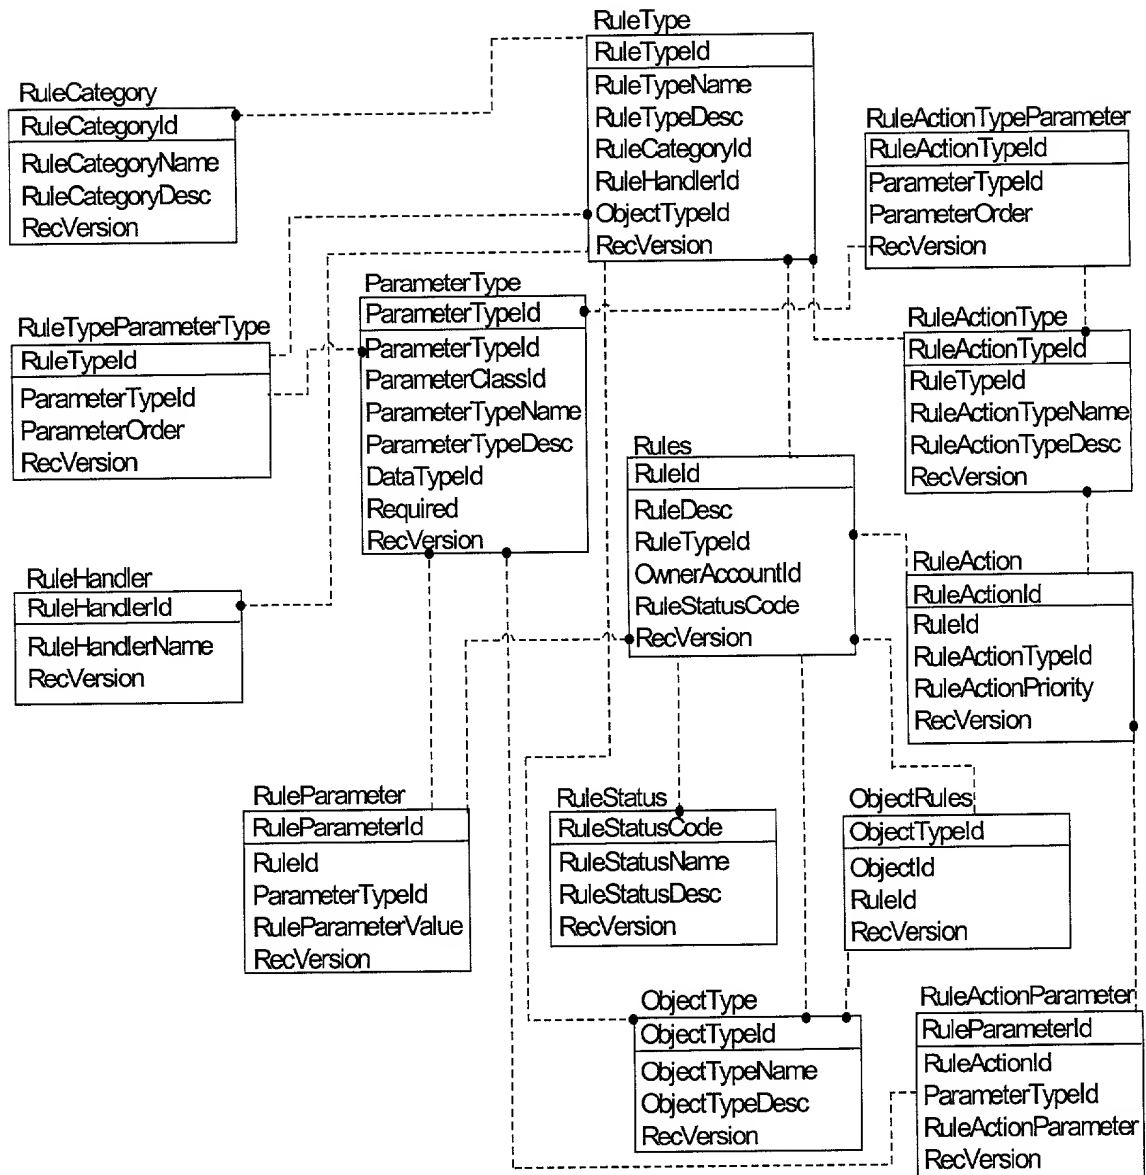 RuleType
RuleTypeId
RuleTypeName
RuleTypeDesc
RuleCategoryId
RuleHandlerId
ObjectTypeId
RecVersion
RuleCategory
RuleCategoryId
RuleCategoryName
RuleCategoryDesc
RecVersion
RuleActionTypeParameter
RuleActionTypeId
ParameterTypeId
ParameterOrder
RecVersion
ParameterType
ParameterTypeId
ParameterTypeId
ParameterClassId
ParameterTypeName
ParameterTypeDesc
DataTypeId
Required
RecVersion
RuleTypeParameterType
RuleTypeId
ParameterTypeId
ParameterOrder
RecVersion
RuleActionType
RuleActionTypeId
RuleTypeId
RuleActionTypeName
RuleActionTypeDesc
RecVersion
Rules
RuleId
RuleDesc
RuleTypeId
OwnerAccountId
RuleStatusCode
RecVersion
RuleHandler
RuleHandlerId
RuleHandlerName
RecVersion
RuleAction
RuleActionId
RuleId
RuleActionTypeId
RuleActionPriority
RecVersion
RuleParameter
RuleParameterId
RuleId
ParameterTypeId
RuleParameterValue
RecVersion
RuleStatus
RuleStatusCode
RuleStatusName
RuleStatusDesc
RecVersion
ObjectRules
ObjectTypeId
ObjectId
RuleId
RecVersion
ObjectType
ObjectTypeId
ObjectTypeName
ObjectTypeDesc
RecVersion
RuleActionParameter
RuleParameterId
RuleActionId
ParameterTypeId
RuleActionParameter
RecVersion